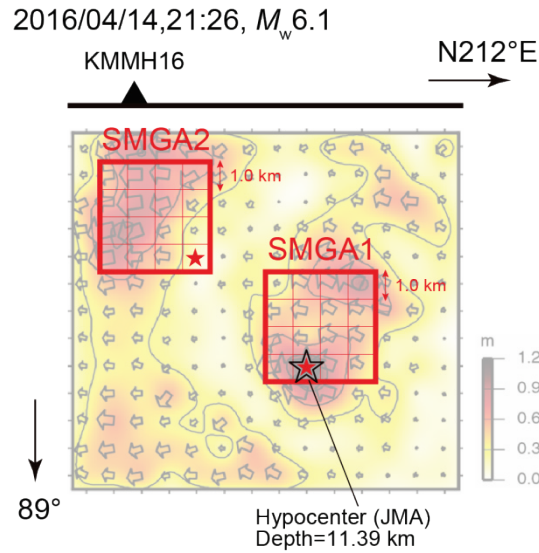 2016/04/14,21:26, Mw6.1
N212°E
KMMH16
SMGA2
1.0 km
SMGA1
1.0 km
m
1.2
0.9
0.6
0.3
0.0
89°
Hypocenter (JMA)
Depth=11.39 km